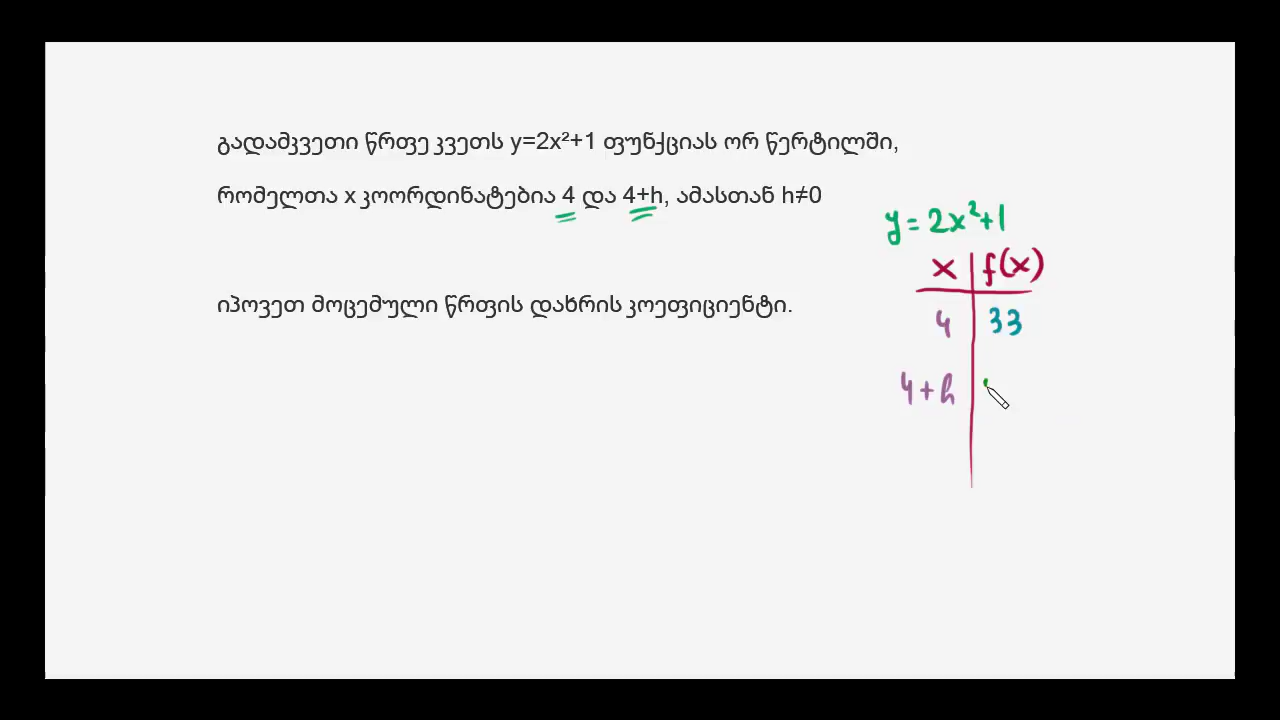 გადამკვეთი წრფე კვეთს y=2x²+1 ფუნქციას ორ წერტილში,
რომელთა x კოორდინატებია 4 და 4+h, ამასთან h≠0
y = 2x²+1
x f(x)
იპოვეთ მოცემული წრფის დახრის კოეფიციენტი.
4 33
4+h